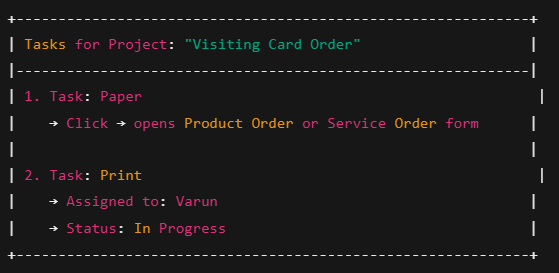 +-------------------------------------------------------------+
| Tasks for Project: "Visiting Card Order"                    |
|-------------------------------------------------------------|
| 1. Task: Paper                                               |
|    → Click → opens Product Order or Service Order form      |
|                                                             |
| 2. Task: Print                                               |
|    → Assigned to: Varun                                     |
|    → Status: In Progress                                    |
+-------------------------------------------------------------+